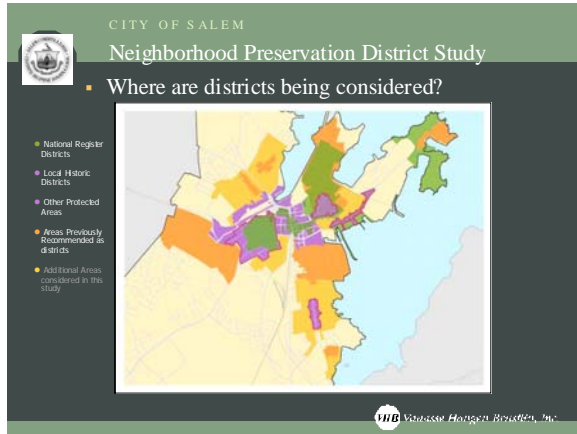 CITY OF SALEM
Neighborhood Preservation District Study
▪ Where are districts being considered?
● National Register
Districts
● Local Historic
Districts
● Other Protected
Areas
● Areas Previously
Recommended as
districts
● Additional Areas
considered in this
study
VHB Vanasse Hangen Brustlin, Inc.